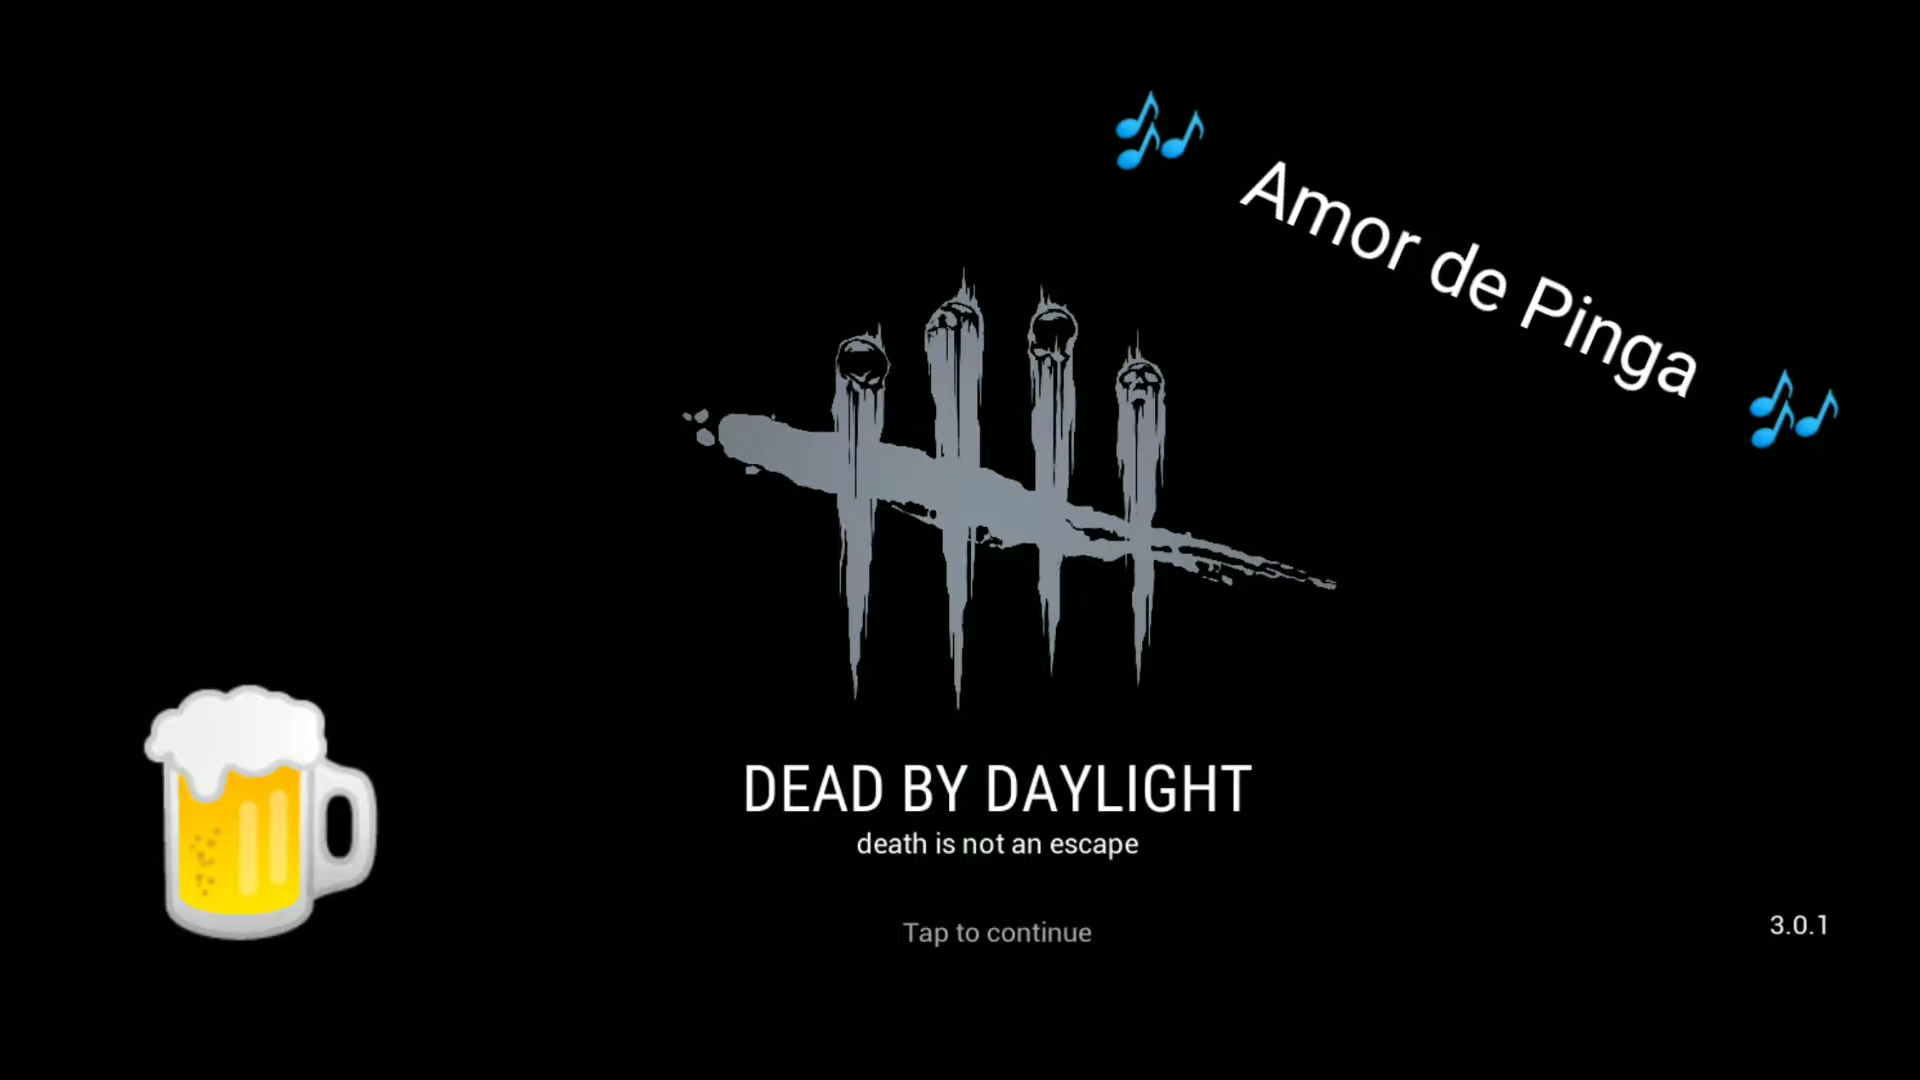 Amor de Pinga
DEAD BY DAYLIGHT
death is not an escape
Tap to continue
3.0.1